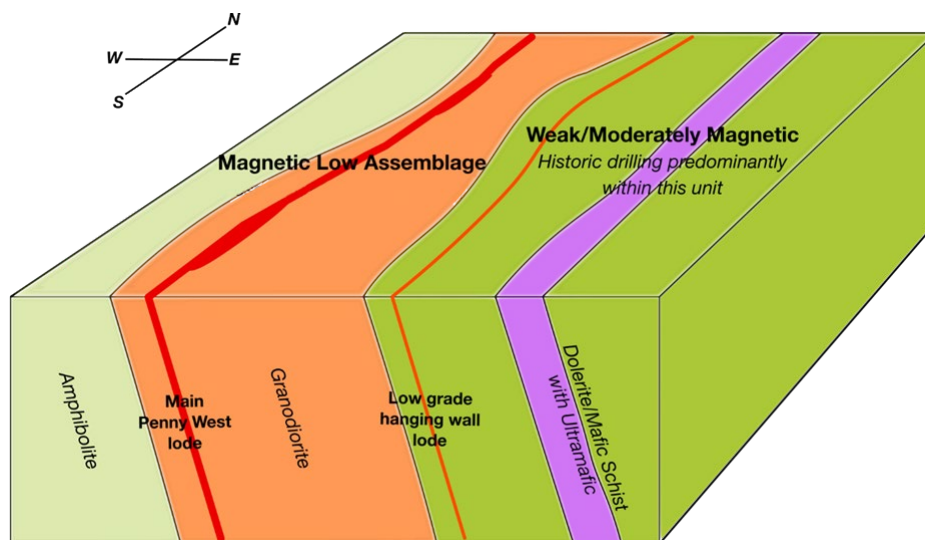 N
W
E
S
Weak/Moderately Magnetic
Historic drilling predominantly
within this unit
Magnetic Low Assemblage
Amphibolite
Main
Penny West
lode
Granodiorite
Low grade
hanging wall
lode
Dolerite/Mafic Schist
with Ultramafic